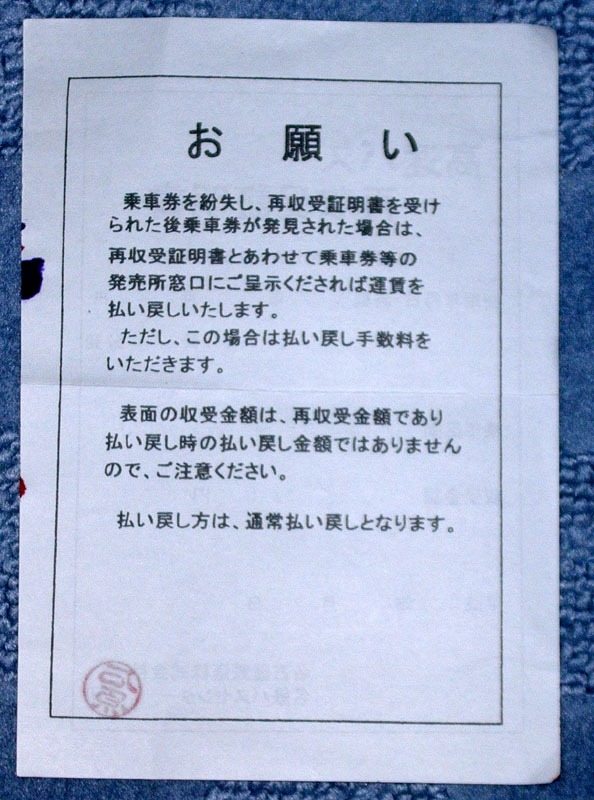 お願い
乗車券を紛失し、再収受証明書を受け
られた後乗車券が発見された場合は、
再収受証明書とあわせて乗車券等の
発売所窓口にご呈示くだされば運賃を
払い戻しいたします。
ただし、この場合は払い戻し手数料を
いただきます。
表面の収受金額は、再収受金額であり
払い戻し時の払い戻し金額ではありません
ので、ご注意ください。
払い戻し方は、通常払い戻しとなります。